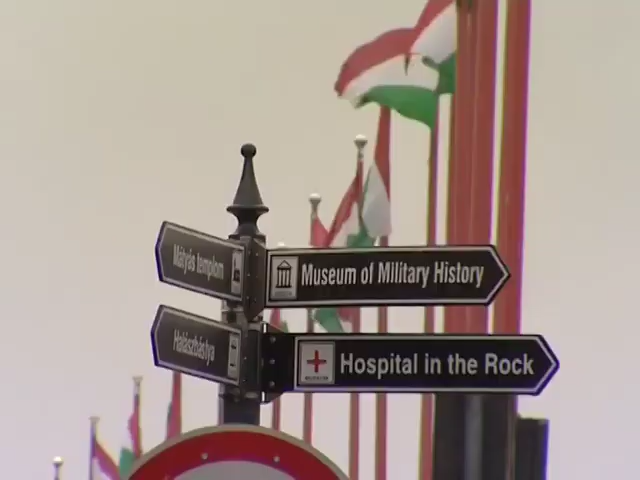 Mátyás templom
Museum of Military History
Halászbástya
Hospital in the Rock